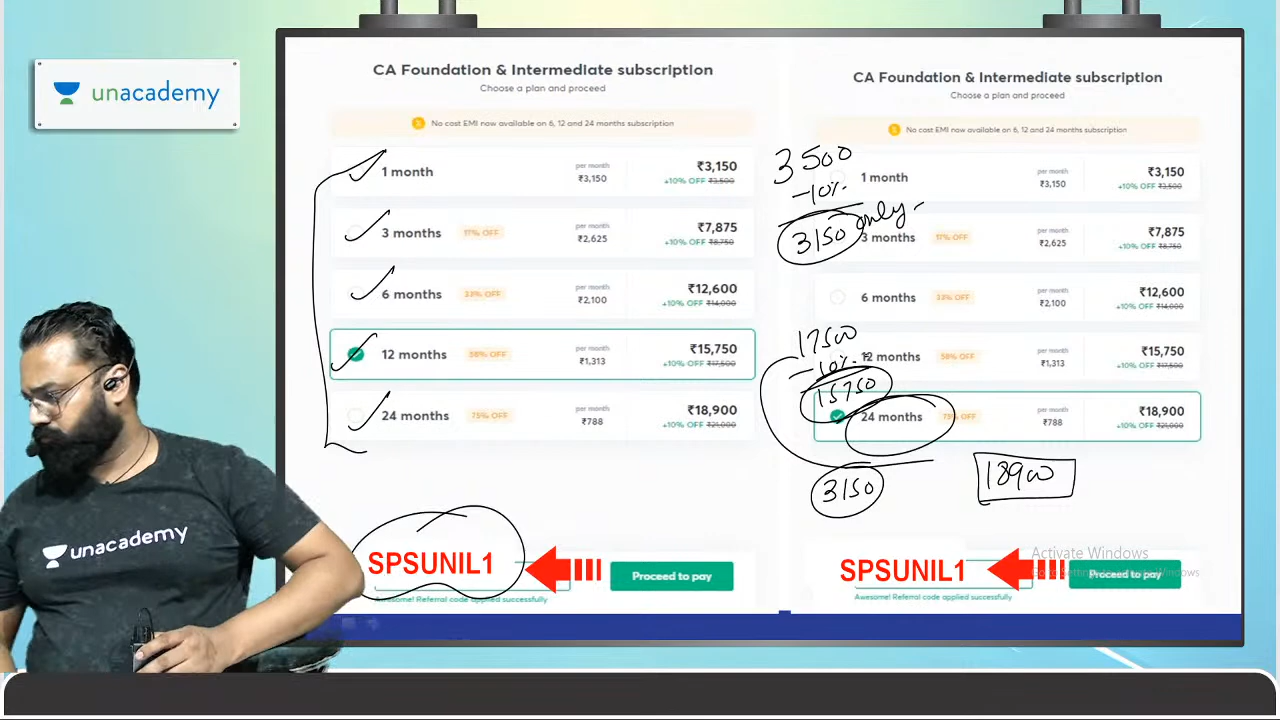 unacademy
CA Foundation & Intermediate subscription
Choose a plan and proceed
No cost EMI now available on 6, 12 and 24 months subscription
1 month per month ₹3,150 ₹3,150 +10% OFF ₹3,500
3 months 17% OFF per month ₹2,625 ₹7,875 +10% OFF ₹8,750
6 months 33% OFF per month ₹2,100 ₹12,600 +10% OFF ₹14,000
12 months 58% OFF per month ₹1,313 ₹15,750 +10% OFF ₹17,500
24 months 75% OFF per month ₹788 ₹18,900 +10% OFF ₹21,000
SPSUNIL1
Proceed to pay
Awesome! Referral code applied successfully
CA Foundation & Intermediate subscription
Choose a plan and proceed
No cost EMI now available on 6, 12 and 24 months subscription
1 month per month ₹3,150 ₹3,150 +10% OFF ₹3,500
3 months 17% OFF per month ₹2,625 ₹7,875 +10% OFF ₹8,750
6 months 33% OFF per month ₹2,100 ₹12,600 +10% OFF ₹14,000
12 months 58% OFF per month ₹1,313 ₹15,750 +10% OFF ₹17,500
24 months 75% OFF per month ₹788 ₹18,900 +10% OFF ₹21,000
3500
-10%
3150 only
17500
-10%
15750
3150
18900
SPSUNIL1
Proceed to pay
Awesome! Referral code applied successfully
Activate Windows
unacademy